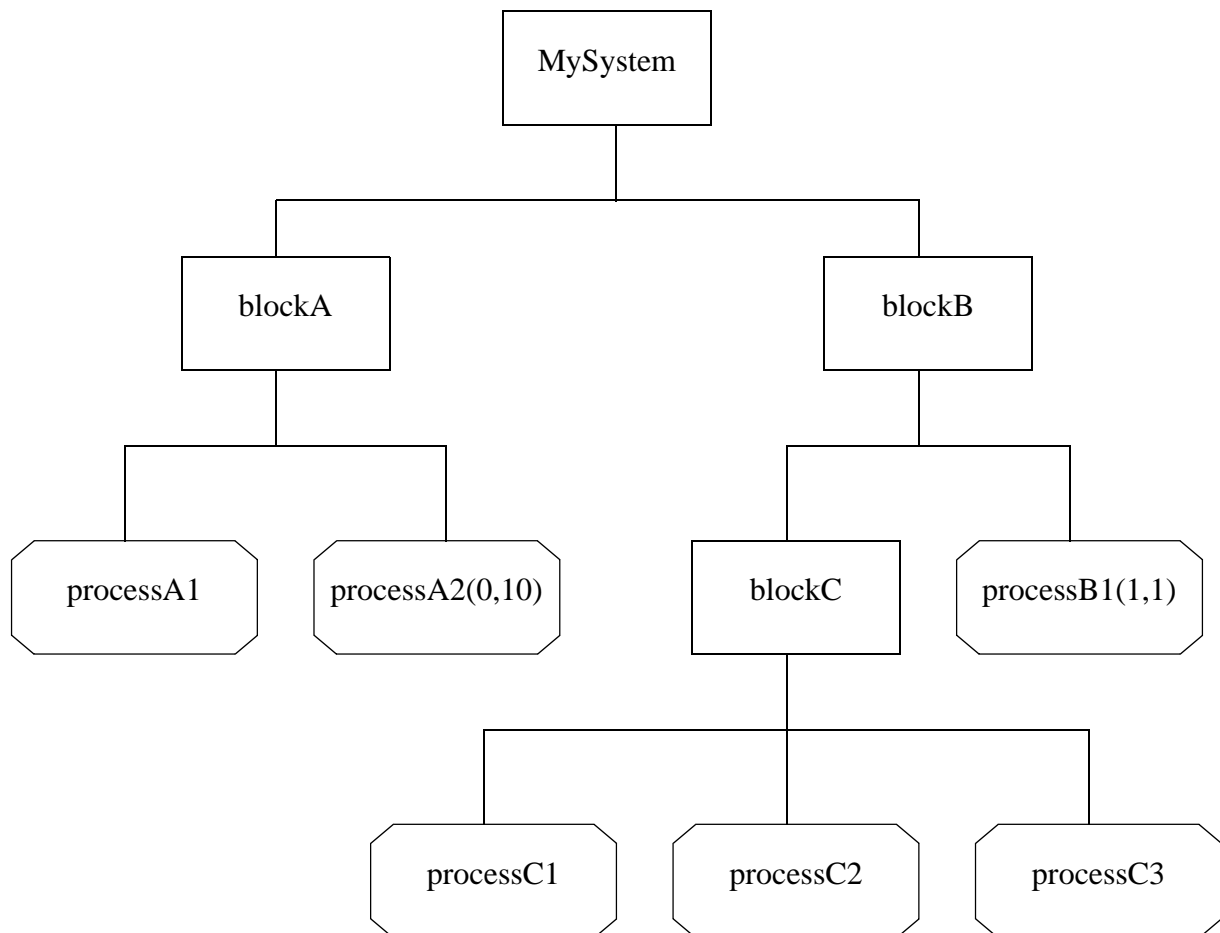 MySystem
blockA
blockB
processA1
processA2(0,10)
blockC
processB1(1,1)
processC1
processC2
processC3